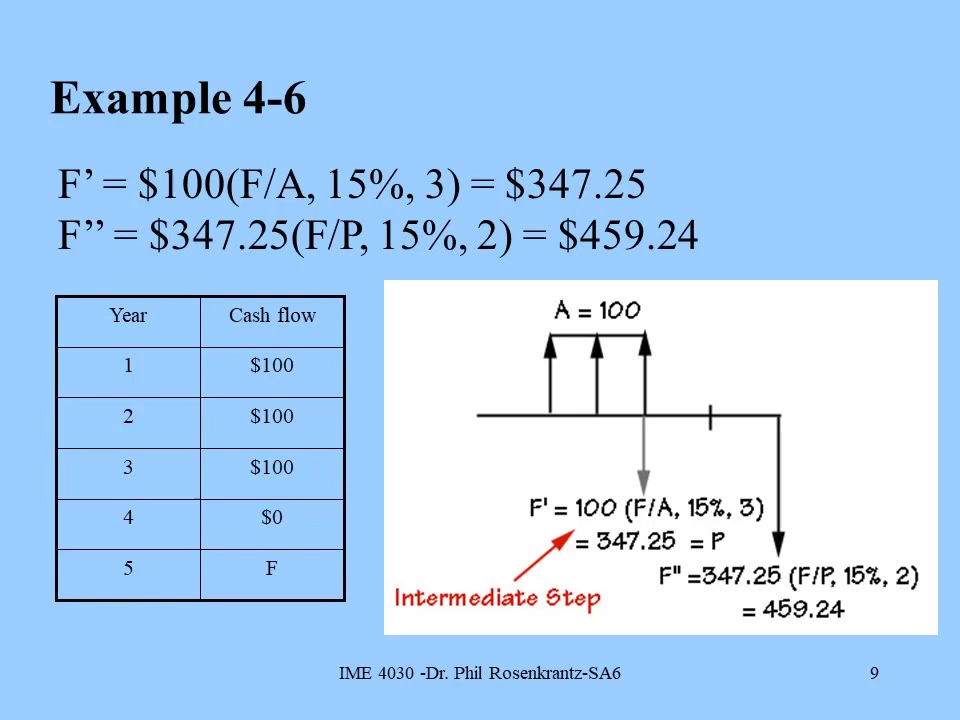 Example 4-6
F’ = $100(F/A, 15%, 3) = $347.25
F’’ = $347.25(F/P, 15%, 2) = $459.24
Year Cash flow
1 $100
2 $100
3 $100
4 $0
5 F
A = 100
F' = 100 (F/A, 15%, 3)
= 347.25 = P
Intermediate Step
F" =347.25 (F/P, 15%, 2)
= 459.24
IME 4030 -Dr. Phil Rosenkrantz-SA6 9